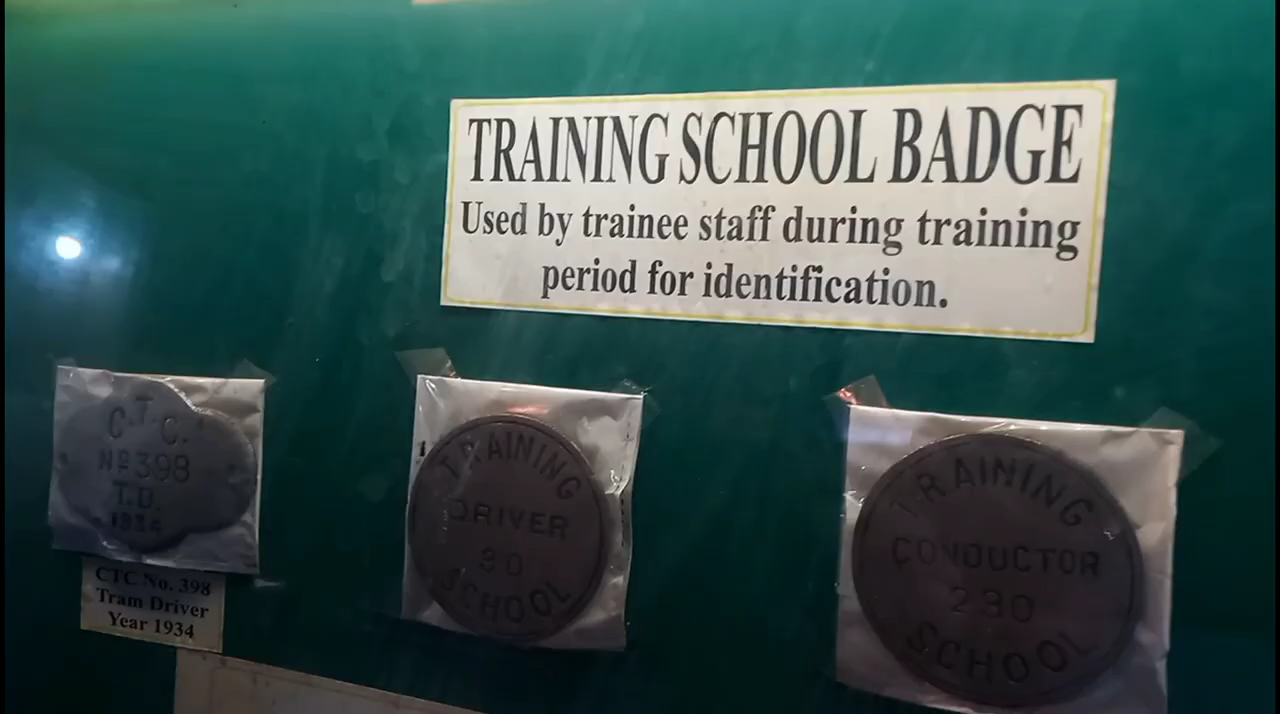 TRAINING SCHOOL BADGE
Used by trainee staff during training
period for identification.
C.T.C.
Nº 398
T.D.
1934
CTC No. 398
Tram Driver
Year 1934
TRAINING
DRIVER
30
SCHOOL
TRAINING
CONDUCTOR
230
SCHOOL